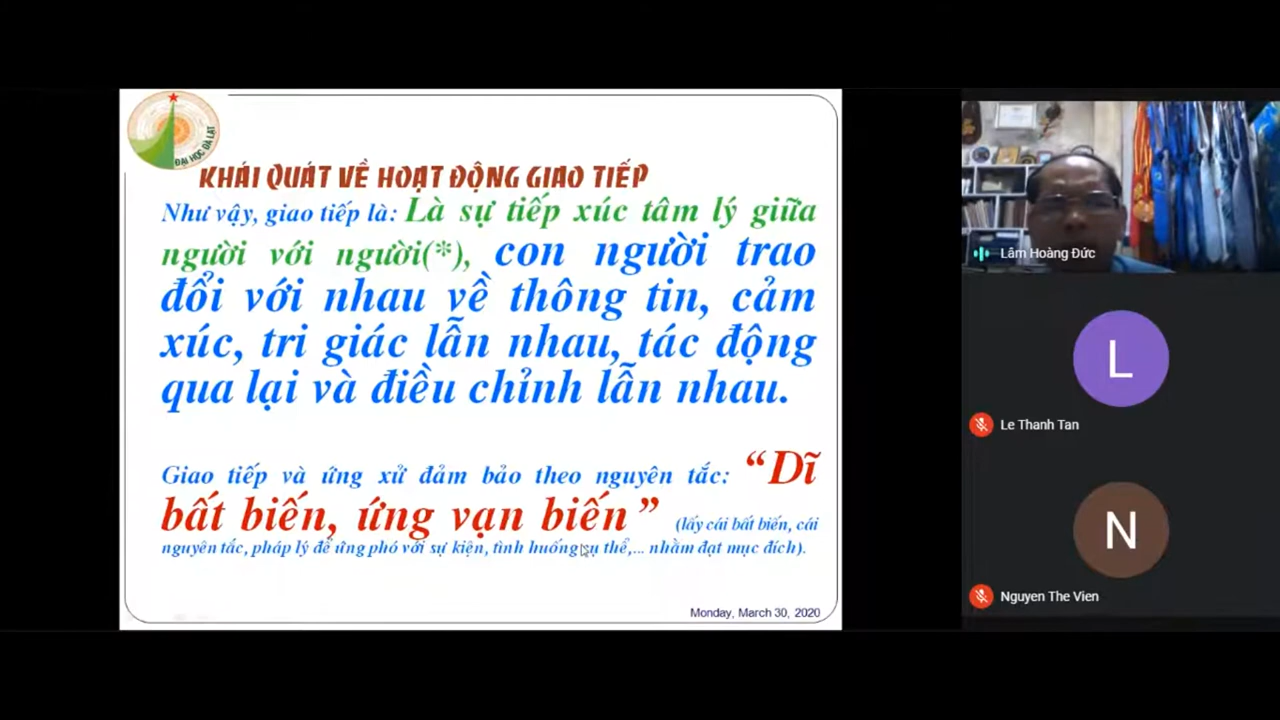 ĐẠI HỌC ĐÀ LẠT
KHÁI QUÁT VỀ HOẠT ĐỘNG GIAO TIẾP
Như vậy, giao tiếp là: Là sự tiếp xúc tâm lý giữa
người với người(*), con người trao
đổi với nhau về thông tin, cảm
xúc, tri giác lẫn nhau, tác động
qua lại và điều chỉnh lẫn nhau.
Giao tiếp và ứng xử đảm bảo theo nguyên tắc: “Dĩ
bất biến, ứng vạn biến” (lấy cái bất biến, cái
nguyên tắc, pháp lý để ứng phó với sự kiện, tình huống cụ thể,... nhằm đạt mục đích).
Monday, March 30, 2020
Lâm Hoàng Đức
L
Le Thanh Tan
N
Nguyen The Vien